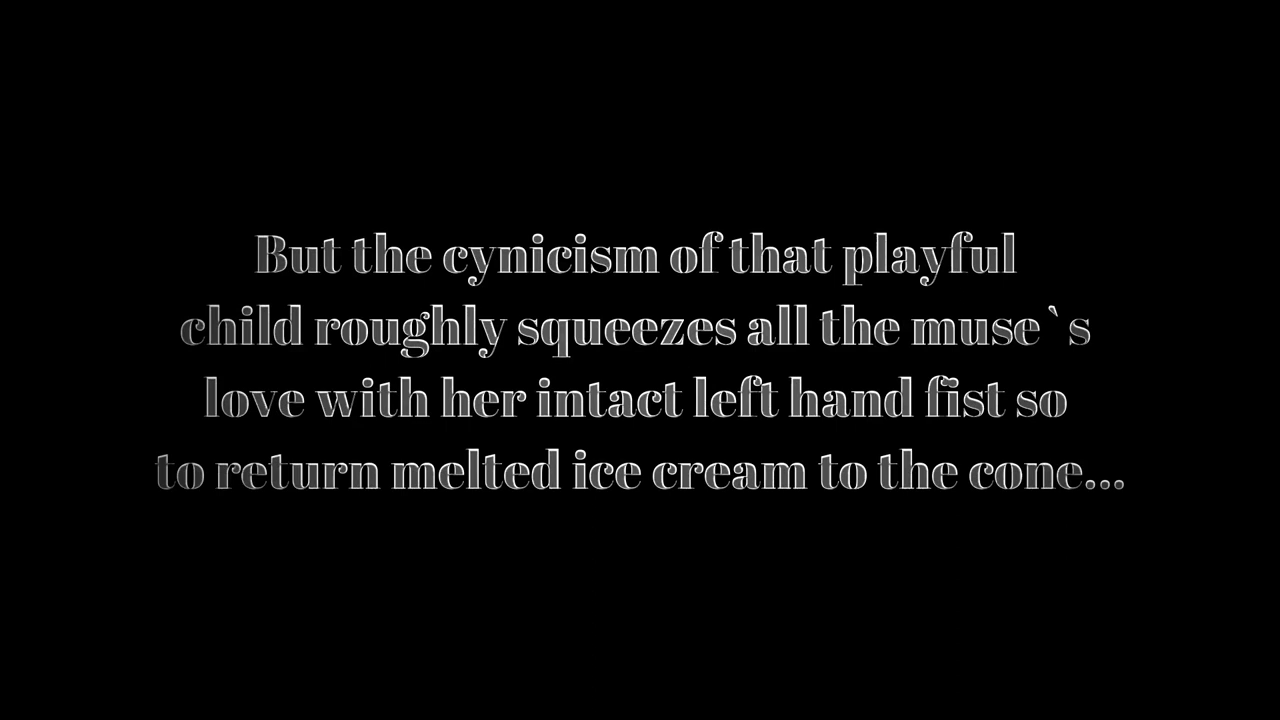 But the cynicism of that playful
child roughly squeezes all the muse`s
love with her intact left hand fist so
to return melted ice cream to the cone...